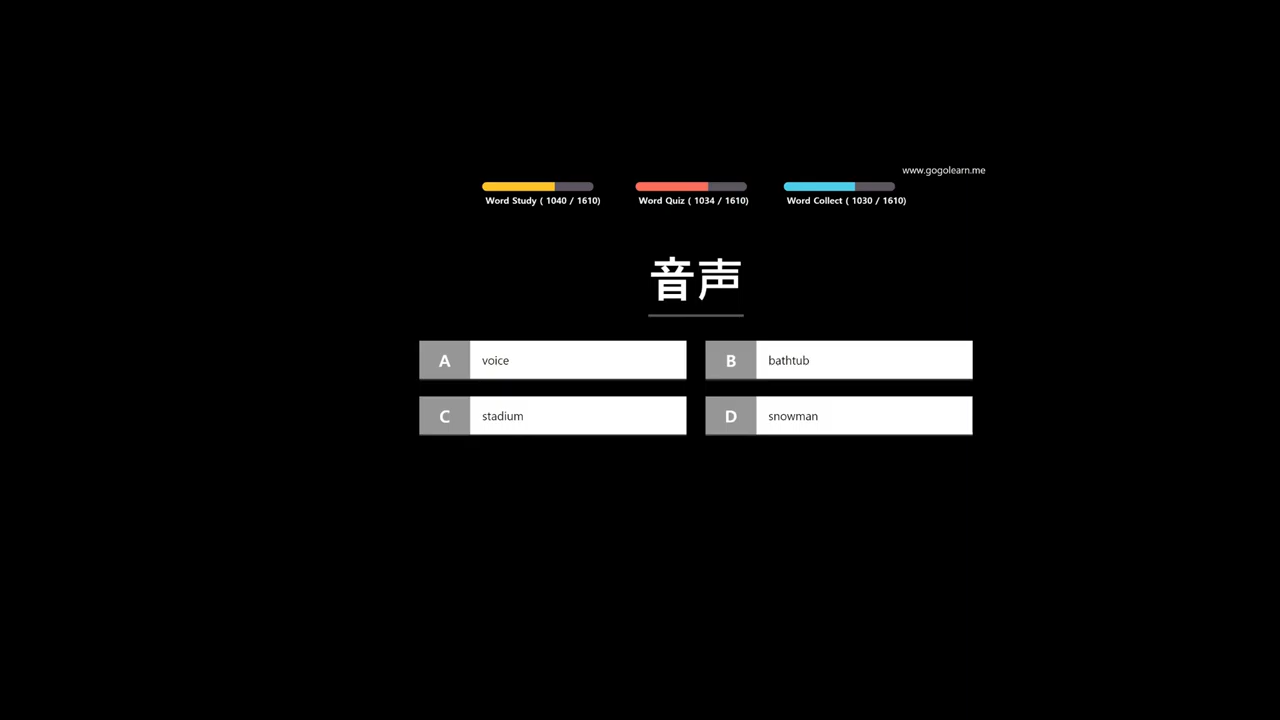 www.gogolearn.me
Word Study ( 1040 / 1610) Word Quiz ( 1034 / 1610) Word Collect ( 1030 / 1610)
音声
A voice B bathtub
C stadium D snowman